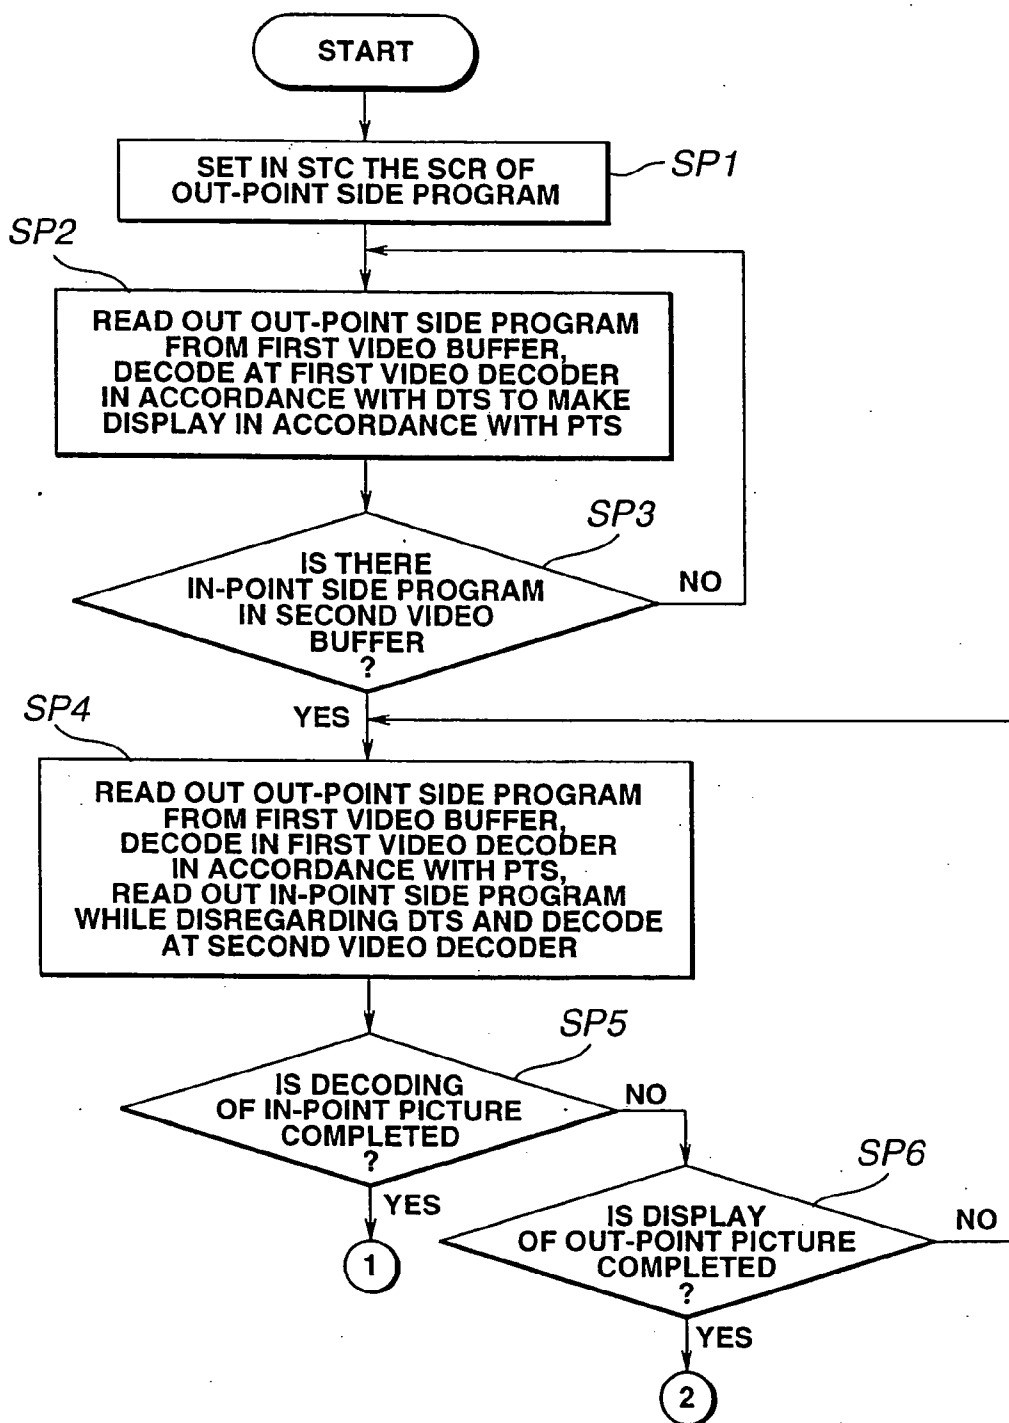 START
SET IN STC THE SCR OF
OUT-POINT SIDE PROGRAM
SP1
SP2
READ OUT OUT-POINT SIDE PROGRAM
FROM FIRST VIDEO BUFFER,
DECODE AT FIRST VIDEO DECODER
IN ACCORDANCE WITH DTS TO MAKE
DISPLAY IN ACCORDANCE WITH PTS
SP3
IS THERE
IN-POINT SIDE PROGRAM
IN SECOND VIDEO
BUFFER
?
NO
YES
SP4
READ OUT OUT-POINT SIDE PROGRAM
FROM FIRST VIDEO BUFFER,
DECODE IN FIRST VIDEO DECODER
IN ACCORDANCE WITH PTS,
READ OUT IN-POINT SIDE PROGRAM
WHILE DISREGARDING DTS AND DECODE
AT SECOND VIDEO DECODER
SP5
IS DECODING
OF IN-POINT PICTURE
COMPLETED
?
NO
YES
1
SP6
IS DISPLAY
OF OUT-POINT PICTURE
COMPLETED
?
NO
YES
2